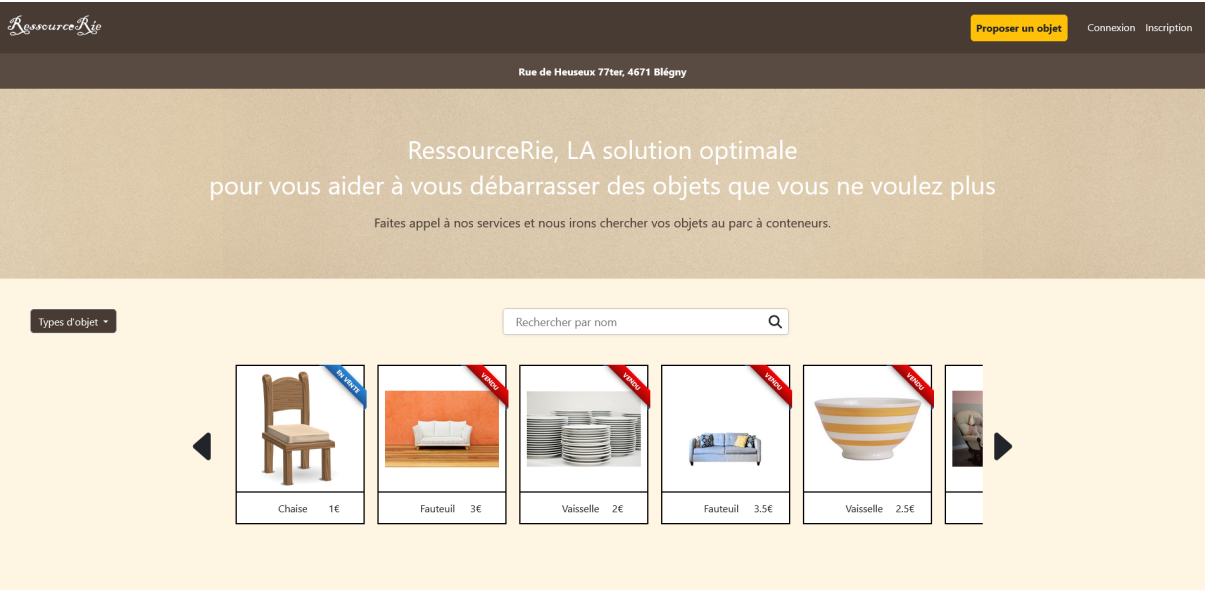 RessourceRie
Proposer un objet
Connexion Inscription
Rue de Heuseux 77ter, 4671 Blégny
RessourceRie, LA solution optimale
pour vous aider à vous débarrasser des objets que vous ne voulez plus
Faites appel à nos services et nous irons chercher vos objets au parc à conteneurs.
Types d'objet
Rechercher par nom
EN VENTE
VENDU
VENDU
VENDU
VENDU
Chaise 1€
Fauteuil 3€
Vaisselle 2€
Fauteuil 3.5€
Vaisselle 2.5€